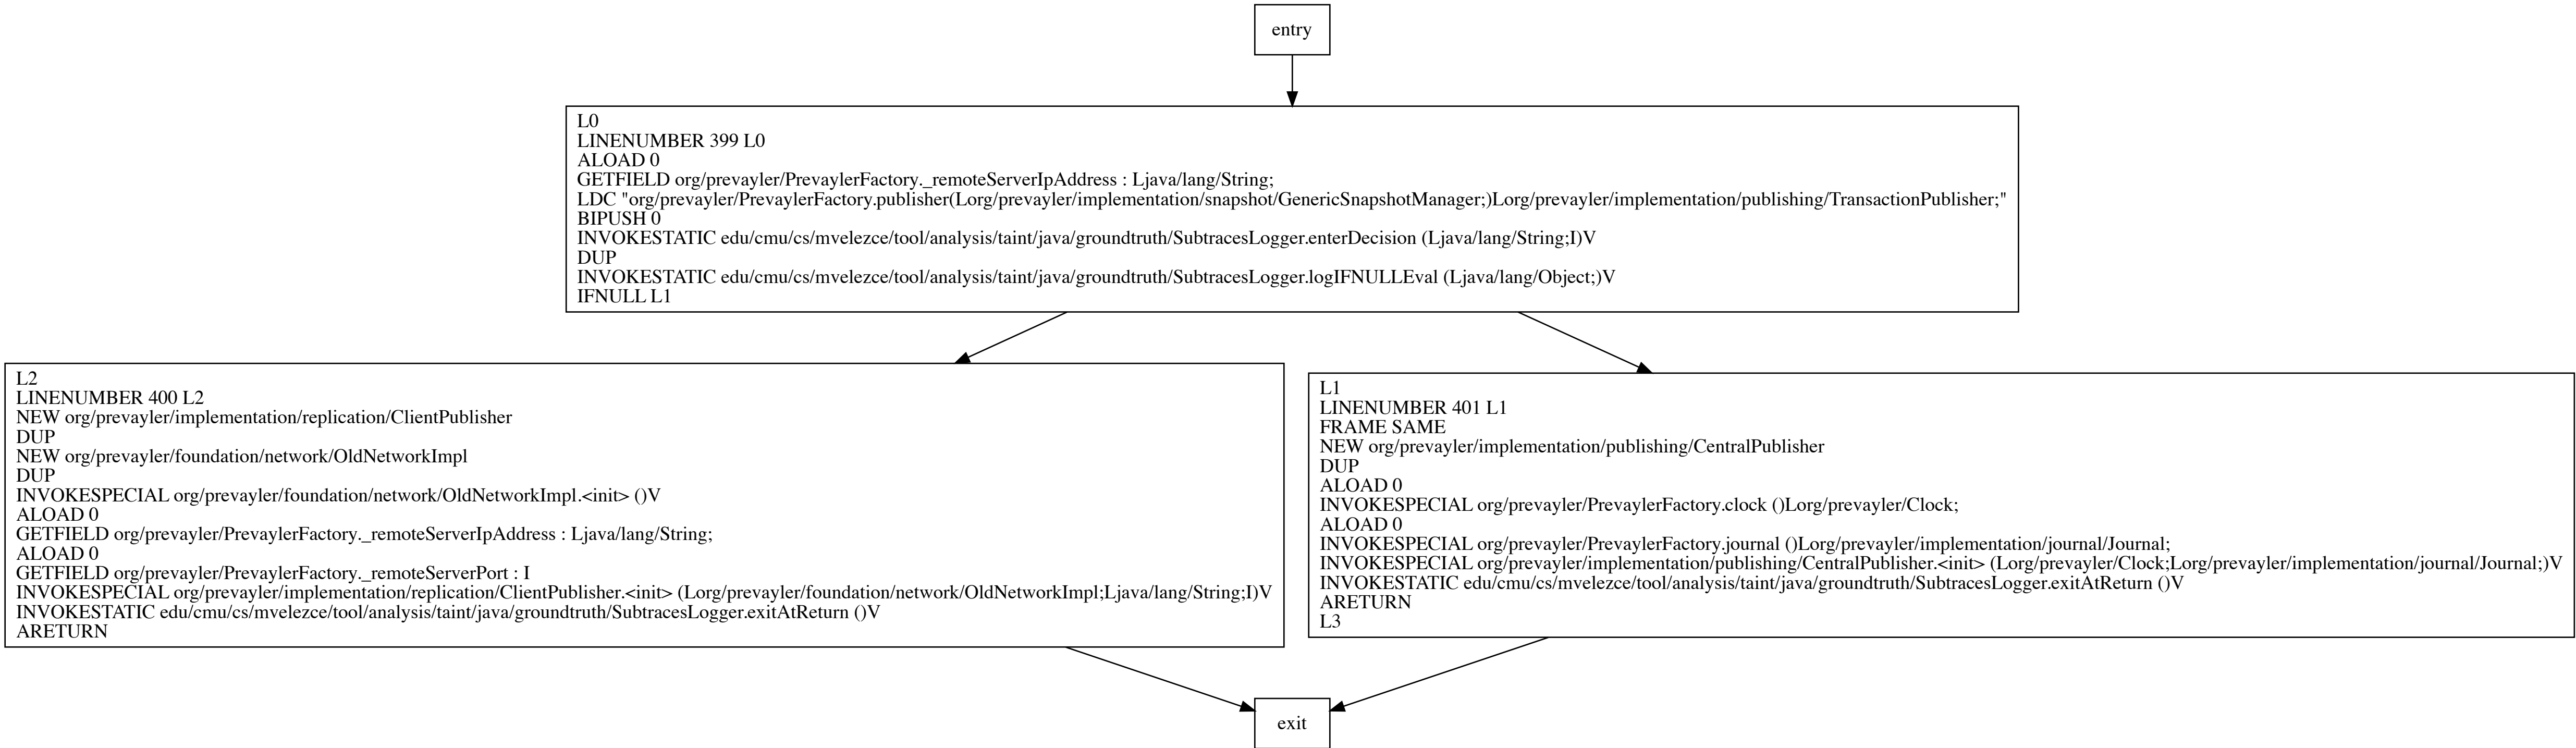 entry
L0
LINENUMBER 399 L0
ALOAD 0
GETFIELD org/prevayler/PrevaylerFactory._remoteServerIpAddress : Ljava/lang/String;
LDC "org/prevayler/PrevaylerFactory.publisher(Lorg/prevayler/implementation/snapshot/GenericSnapshotManager;)Lorg/prevayler/implementation/publishing/TransactionPublisher;"
BIPUSH 0
INVOKESTATIC edu/cmu/cs/mvelezce/tool/analysis/taint/java/groundtruth/SubtracesLogger.enterDecision (Ljava/lang/String;I)V
DUP
INVOKESTATIC edu/cmu/cs/mvelezce/tool/analysis/taint/java/groundtruth/SubtracesLogger.logIFNULLEval (Ljava/lang/Object;)V
IFNULL L1
L2
LINENUMBER 400 L2
NEW org/prevayler/implementation/replication/ClientPublisher
DUP
NEW org/prevayler/foundation/network/OldNetworkImpl
DUP
INVOKESPECIAL org/prevayler/foundation/network/OldNetworkImpl.<init> ()V
ALOAD 0
GETFIELD org/prevayler/PrevaylerFactory._remoteServerIpAddress : Ljava/lang/String;
ALOAD 0
GETFIELD org/prevayler/PrevaylerFactory._remoteServerPort : I
INVOKESPECIAL org/prevayler/implementation/replication/ClientPublisher.<init> (Lorg/prevayler/foundation/network/OldNetworkImpl;Ljava/lang/String;I)V
INVOKESTATIC edu/cmu/cs/mvelezce/tool/analysis/taint/java/groundtruth/SubtracesLogger.exitAtReturn ()V
ARETURN
L1
LINENUMBER 401 L1
FRAME SAME
NEW org/prevayler/implementation/publishing/CentralPublisher
DUP
ALOAD 0
INVOKESPECIAL org/prevayler/PrevaylerFactory.clock ()Lorg/prevayler/Clock;
ALOAD 0
INVOKESPECIAL org/prevayler/PrevaylerFactory.journal ()Lorg/prevayler/implementation/journal/Journal;
INVOKESPECIAL org/prevayler/implementation/publishing/CentralPublisher.<init> (Lorg/prevayler/Clock;Lorg/prevayler/implementation/journal/Journal;)V
INVOKESTATIC edu/cmu/cs/mvelezce/tool/analysis/taint/java/groundtruth/SubtracesLogger.exitAtReturn ()V
ARETURN
L3
exit